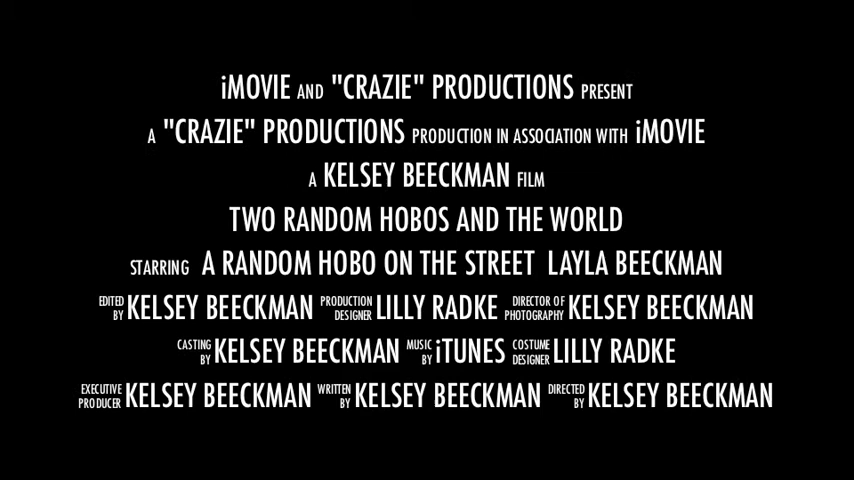 iMOVIE AND "CRAZIE" PRODUCTIONS PRESENT
A "CRAZIE" PRODUCTIONS PRODUCTION IN ASSOCIATION WITH iMOVIE
A KELSEY BEECKMAN FILM
TWO RANDOM HOBOS AND THE WORLD
STARRING A RANDOM HOBO ON THE STREET LAYLA BEECKMAN
EDITED BY KELSEY BEECKMAN PRODUCTION DESIGNER LILLY RADKE DIRECTOR OF PHOTOGRAPHY KELSEY BEECKMAN
CASTING BY KELSEY BEECKMAN MUSIC BY iTUNES COSTUME DESIGNER LILLY RADKE
EXECUTIVE PRODUCER KELSEY BEECKMAN WRITTEN BY KELSEY BEECKMAN DIRECTED BY KELSEY BEECKMAN